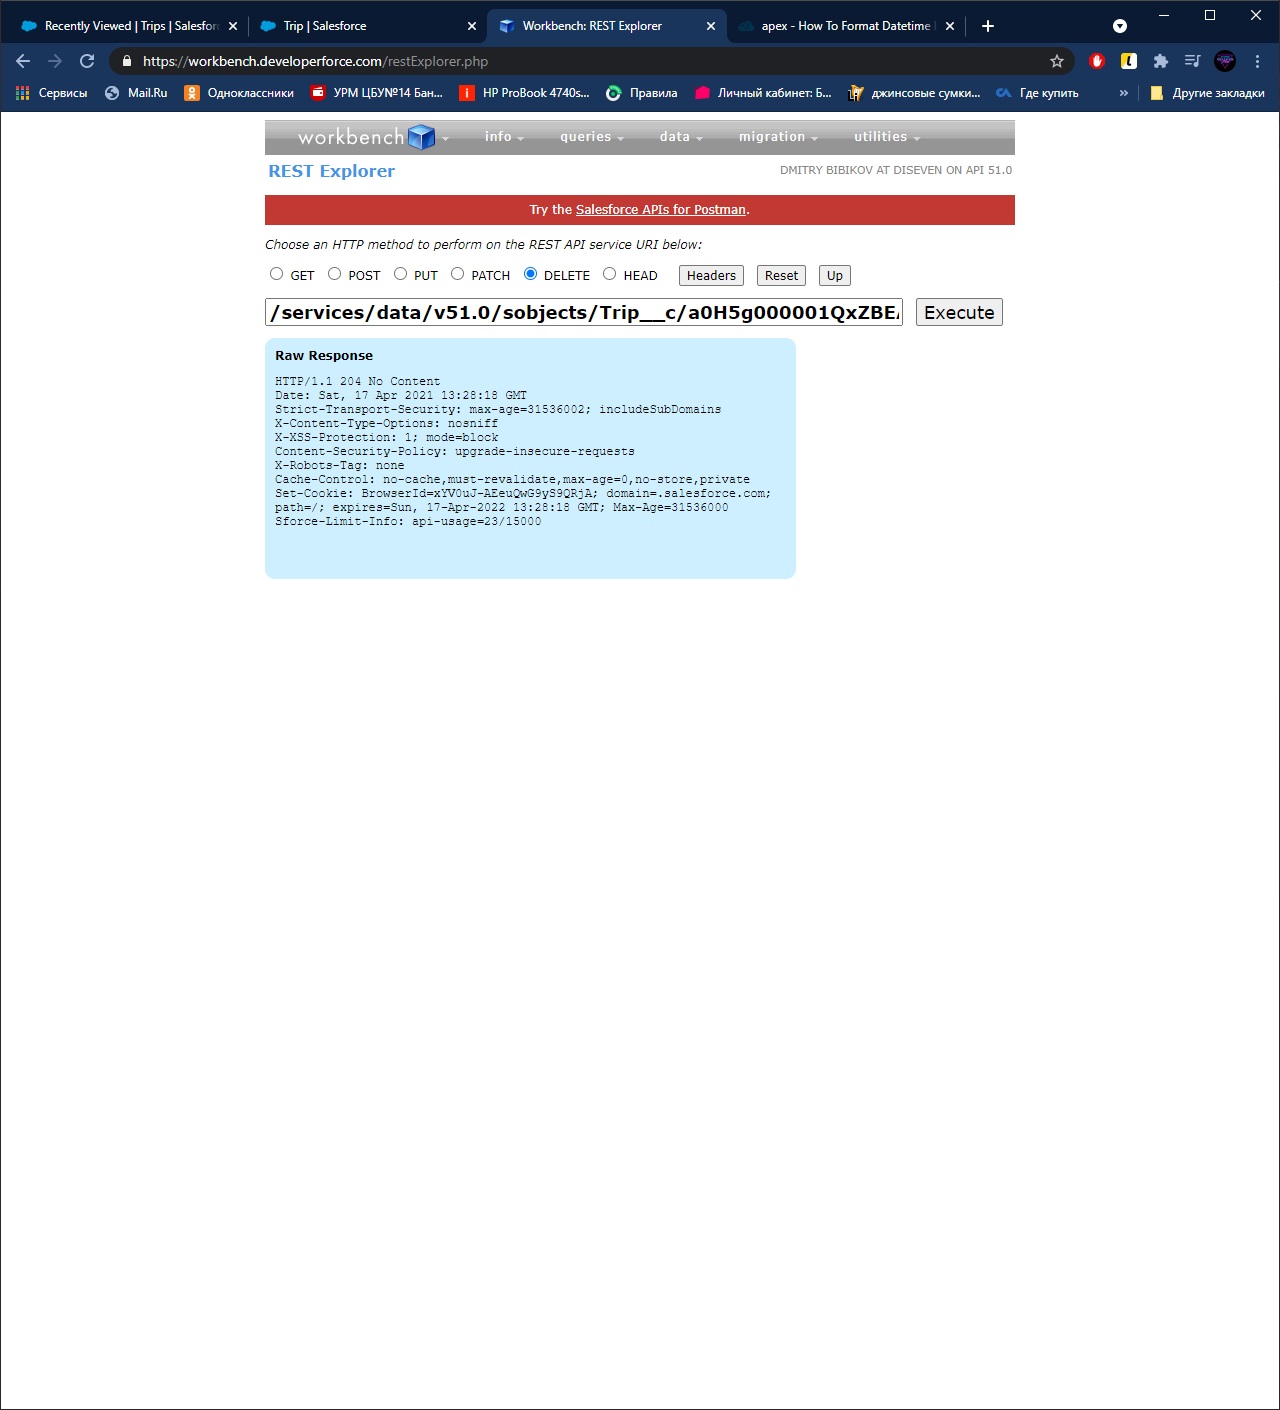 Recently Viewed | Trips | Salesfor
Trip | Salesforce
Workbench: REST Explorer
apex - How To Format Datetime
https://workbench.developerforce.com/restExplorer.php
Сервисы
Mail.Ru
Одноклассники
УРМ ЦБУ№14 Бан...
HP ProBook 4740s...
Правила
Личный кабинет: Б...
джинсовые сумки...
Где купить
»
Другие закладки
workbench
info
queries
data
migration
utilities
REST Explorer
DMITRY BIBIKOV AT DISEVEN ON API 51.0
Try the Salesforce APIs for Postman.
Choose an HTTP method to perform on the REST API service URI below:
GET POST PUT PATCH DELETE HEAD Headers Reset Up
/services/data/v51.0/sobjects/Trip__c/a0H5g000001QxZBEA Execute
Raw Response
HTTP/1.1 204 No Content
Date: Sat, 17 Apr 2021 13:28:18 GMT
Strict-Transport-Security: max-age=31536002; includeSubDomains
X-Content-Type-Options: nosniff
X-XSS-Protection: 1; mode=block
Content-Security-Policy: upgrade-insecure-requests
X-Robots-Tag: none
Cache-Control: no-cache,must-revalidate,max-age=0,no-store,private
Set-Cookie: BrowserId=xYV0uJ-AEeuQwG9yS9QRjA; domain=.salesforce.com;
path=/; expires=Sun, 17-Apr-2022 13:28:18 GMT; Max-Age=31536000
Sforce-Limit-Info: api-usage=23/15000